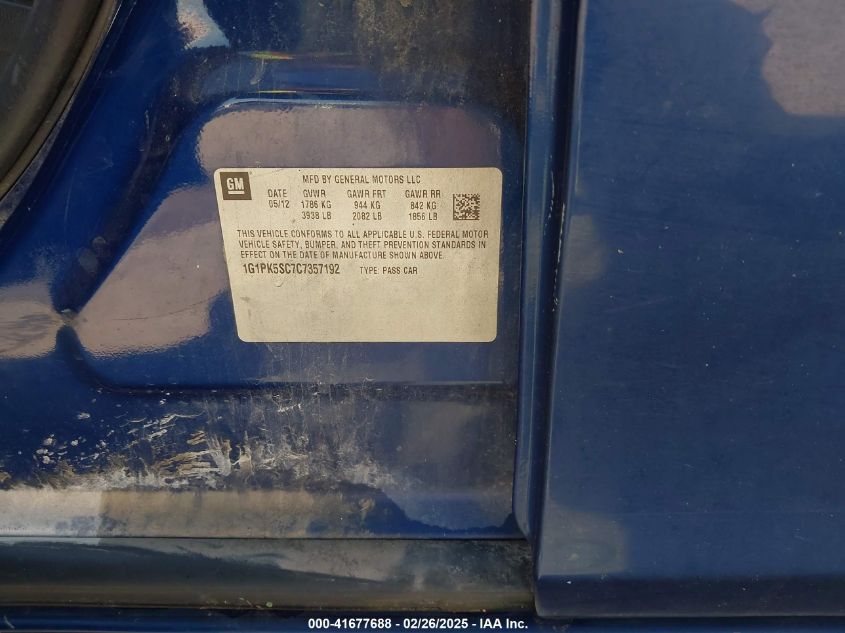 GM
MFD BY GENERAL MOTORS LLC
DATE GVWR GAWR FRT GAWR RR
05/12 1786 KG 944 KG 842 KG
3938 LB 2082 LB 1856 LB
THIS VEHICLE CONFORMS TO ALL APPLICABLE U.S. FEDERAL MOTOR
VEHICLE SAFETY, BUMPER, AND THEFT PREVENTION STANDARDS IN
EFFECT ON THE DATE OF MANUFACTURE SHOWN ABOVE.
1G1PK5SC7C7357192 TYPE: PASS CAR
000-41677688 - 02/26/2025 - IAA Inc.